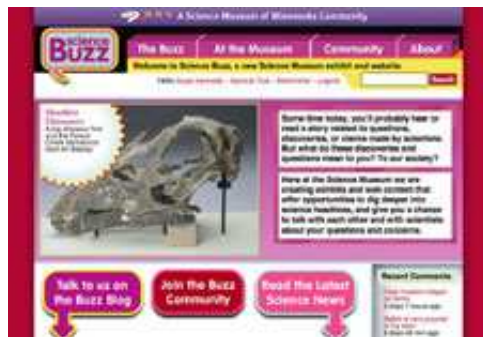 A Science Museum of Minnesota Community
Science
BUZZ
The Buzz
At the Museum
Community
About
Welcome to Science Buzz, a new Science Museum exhibit and website.
Search
Some time today, you'll probably hear or
read a story related to questions,
discoveries, or claims made by scientists.
But what do these discoveries and
questions mean to you? To our society?
Here at the Science Museum we are
creating exhibits and web content that
offer opportunities to dig deeper into
science headlines, and give you a chance
to talk with each other and with scientists
about your questions and concerns.
Talk to us on
the Buzz Blog
Join the Buzz
Community
Read the Latest
Science News
Recent Comments